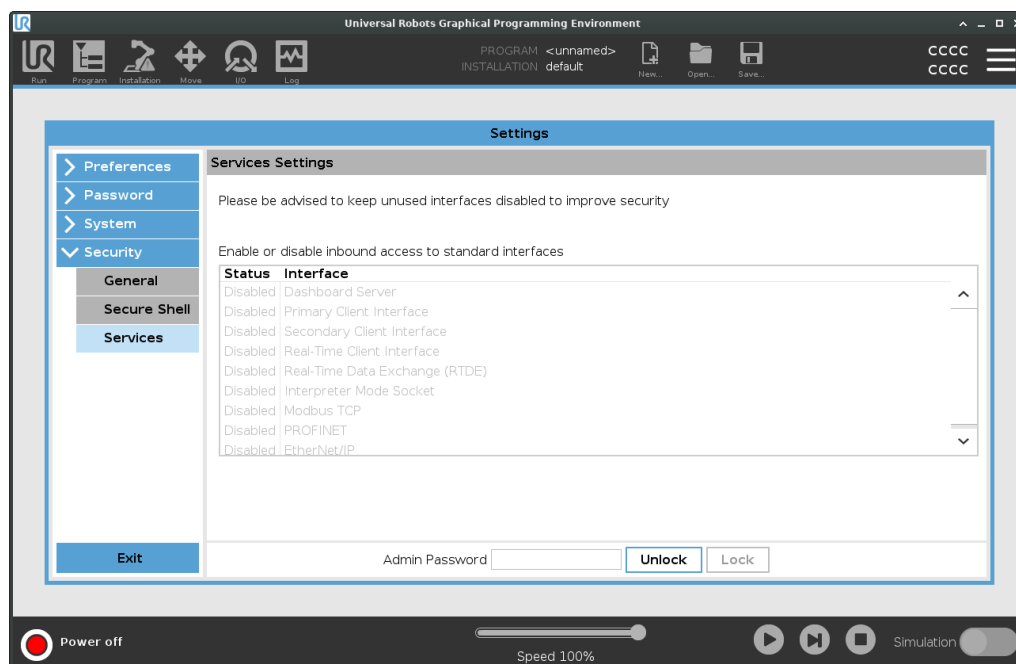 UR
Universal Robots Graphical Programming Environment
UR
Run
Program
Installation
Move
I/O
Log
PROGRAM <unnamed>
INSTALLATION default
New...
Open...
Save...
CCCC
CCCC
Settings
Preferences
Password
System
Security
General
Secure Shell
Services
Exit
Services Settings
Please be advised to keep unused interfaces disabled to improve security
Enable or disable inbound access to standard interfaces
Status Interface
Disabled Dashboard Server
Disabled Primary Client Interface
Disabled Secondary Client Interface
Disabled Real-Time Client Interface
Disabled Real-Time Data Exchange (RTDE)
Disabled Interpreter Mode Socket
Disabled Modbus TCP
Disabled PROFINET
Disabled EtherNet/IP
Admin Password Unlock Lock
Power off
Speed 100%
Simulation